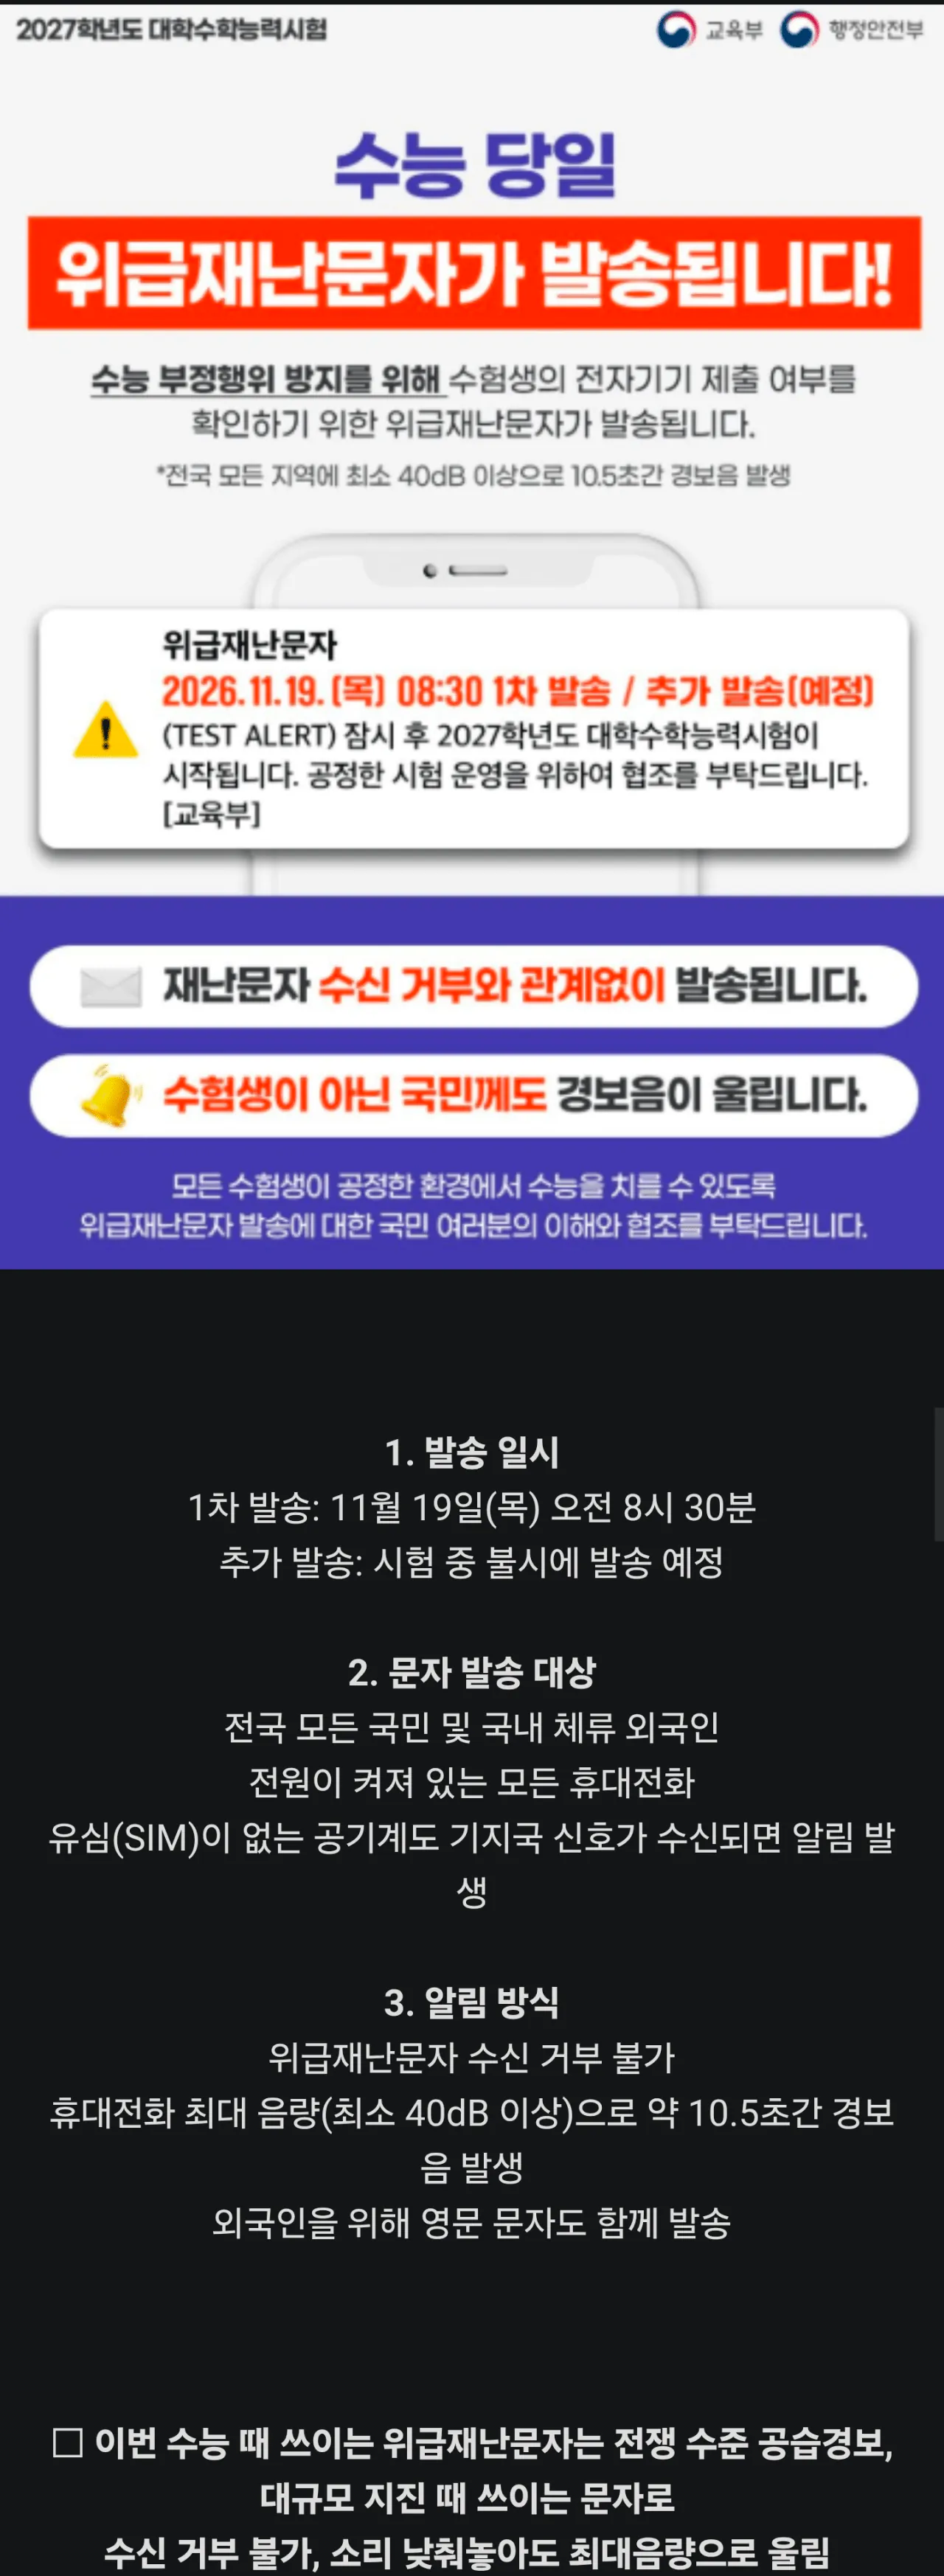 2027학년도 대학수학능력시험
교육부 행정안전부
수능 당일
위급재난문자가 발송됩니다!
수능 부정행위 방지를 위해 수험생의 전자기기 제출 여부를
확인하기 위한 위급재난문자가 발송됩니다.
*전국 모든 지역에 최소 40dB 이상으로 10.5초간 경보음 발생
위급재난문자
2026.11.19.(목) 08:30 1차 발송 / 추가 발송(예정)
(TEST ALERT) 잠시 후 2027학년도 대학수학능력시험이
시작됩니다. 공정한 시험 운영을 위하여 협조를 부탁드립니다.
[교육부]
재난문자 수신 거부와 관계없이 발송됩니다.
수험생이 아닌 국민께도 경보음이 울립니다.
모든 수험생이 공정한 환경에서 수능을 치를 수 있도록
위급재난문자 발송에 대한 국민 여러분의 이해와 협조를 부탁드립니다.
1. 발송 일시
1차 발송: 11월 19일(목) 오전 8시 30분
추가 발송: 시험 중 불시에 발송 예정
2. 문자 발송 대상
전국 모든 국민 및 국내 체류 외국인
전원이 켜져 있는 모든 휴대전화
유심(SIM)이 없는 공기계도 기지국 신호가 수신되면 알림 발
생
3. 알림 방식
위급재난문자 수신 거부 불가
휴대전화 최대 음량(최소 40dB 이상)으로 약 10.5초간 경보
음 발생
외국인을 위해 영문 문자도 함께 발송
□ 이번 수능 때 쓰이는 위급재난문자는 전쟁 수준 공습경보,
대규모 지진 때 쓰이는 문자로
수신 거부 불가, 소리 낮춰놓아도 최대음량으로 울림